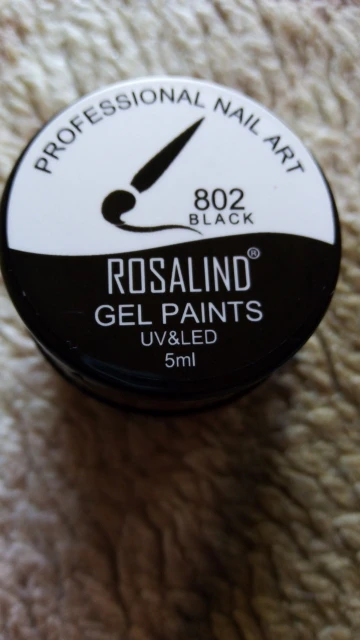 PROFESSIONAL NAIL ART
802
BLACK
ROSALIND®
GEL PAINTS
UV&LED
5ml